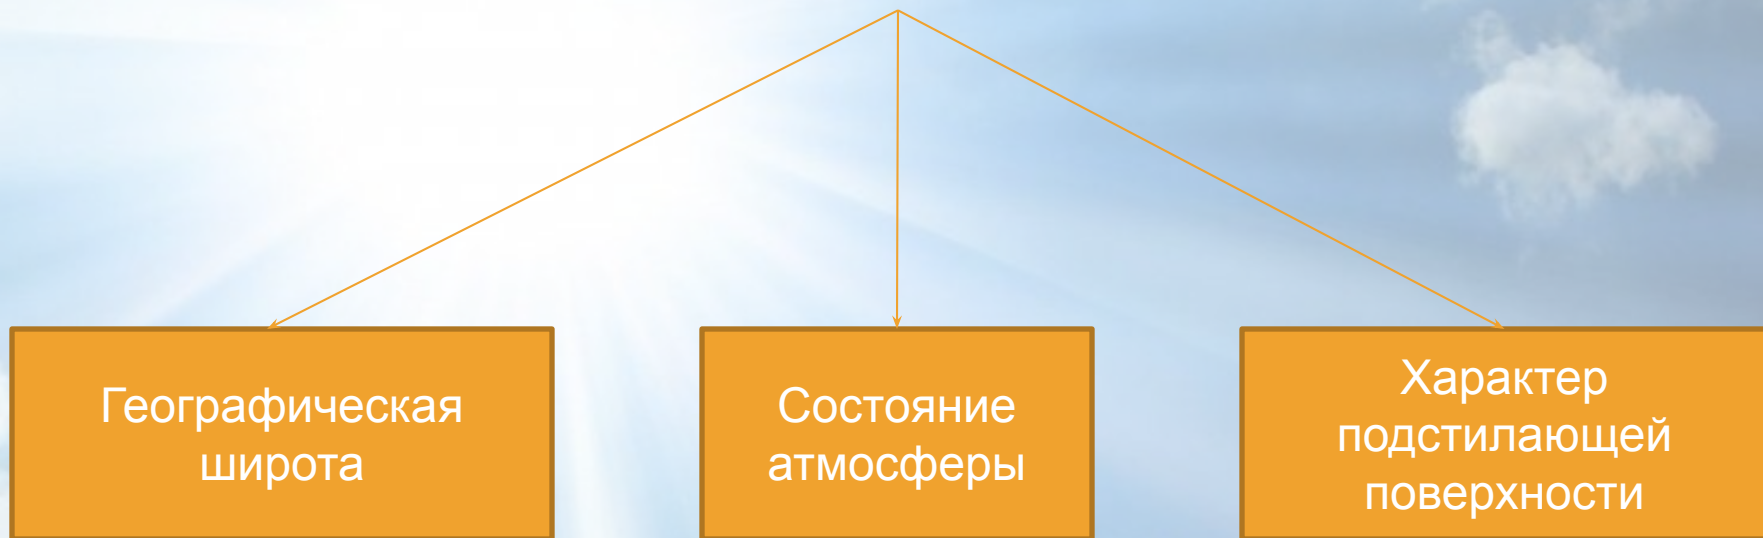 Географическая
широта
Состояние
атмосферы
Характер
подстилающей
поверхности